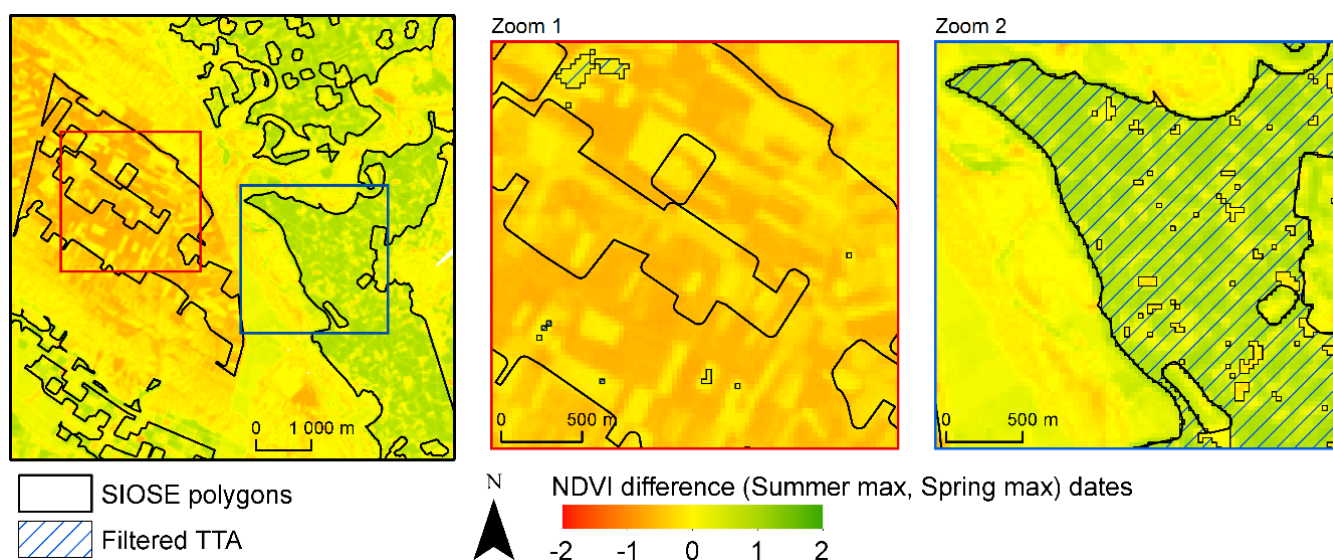 Zoom 1
Zoom 2
0 1 000 m
0 500 m
0 500 m
SIOSE polygons
Filtered TTA
N
NDVI difference (Summer max, Spring max) dates
-2 -1 0 1 2